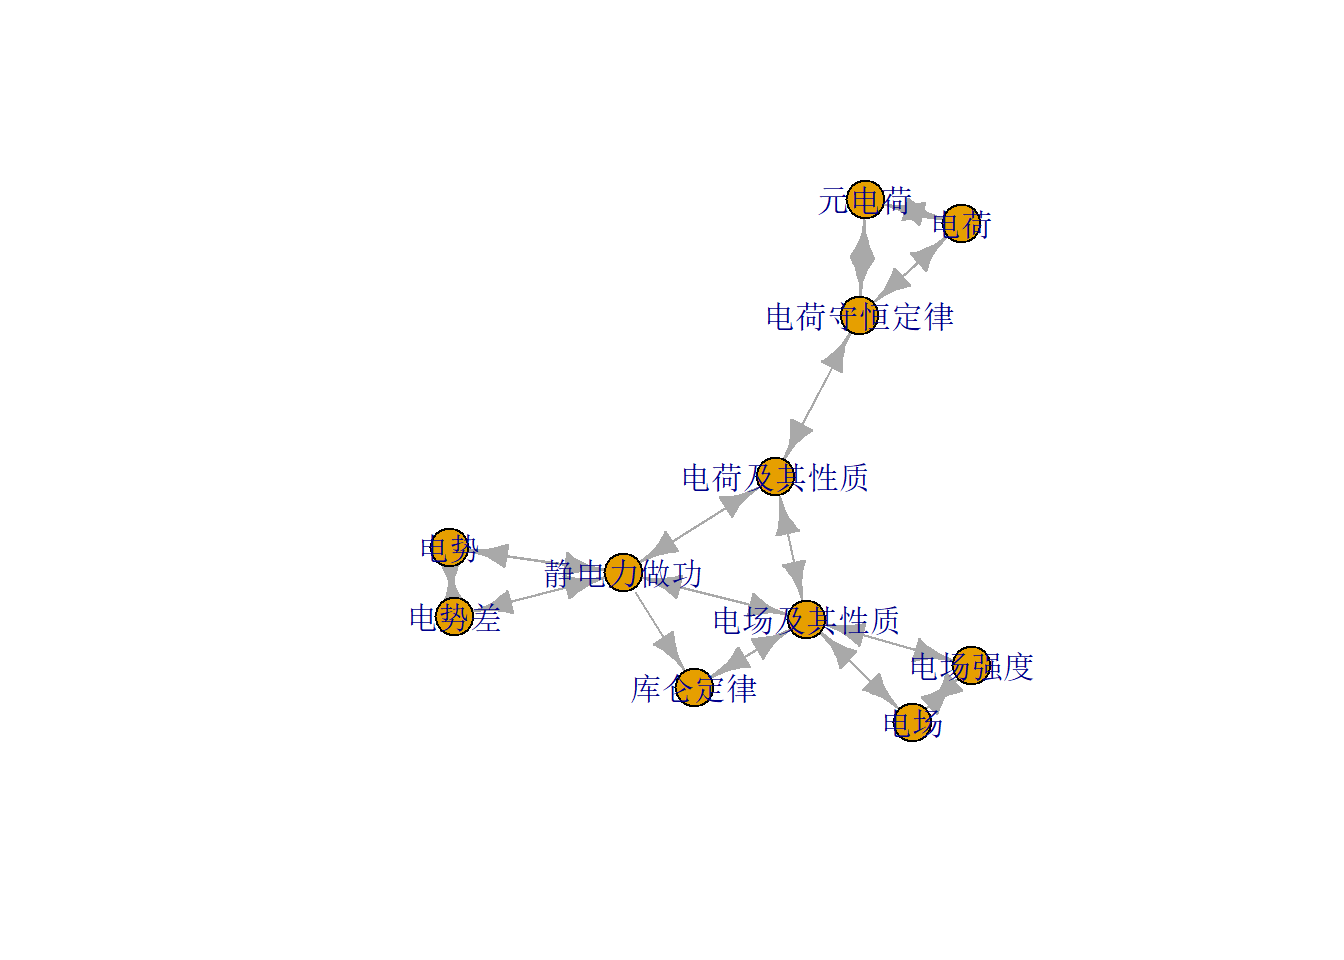 元电荷
电荷
电荷守恒定律
电荷及其性质
电势
静电力做功
电势差
电场及其性质
电场强度
库仑定律
电场